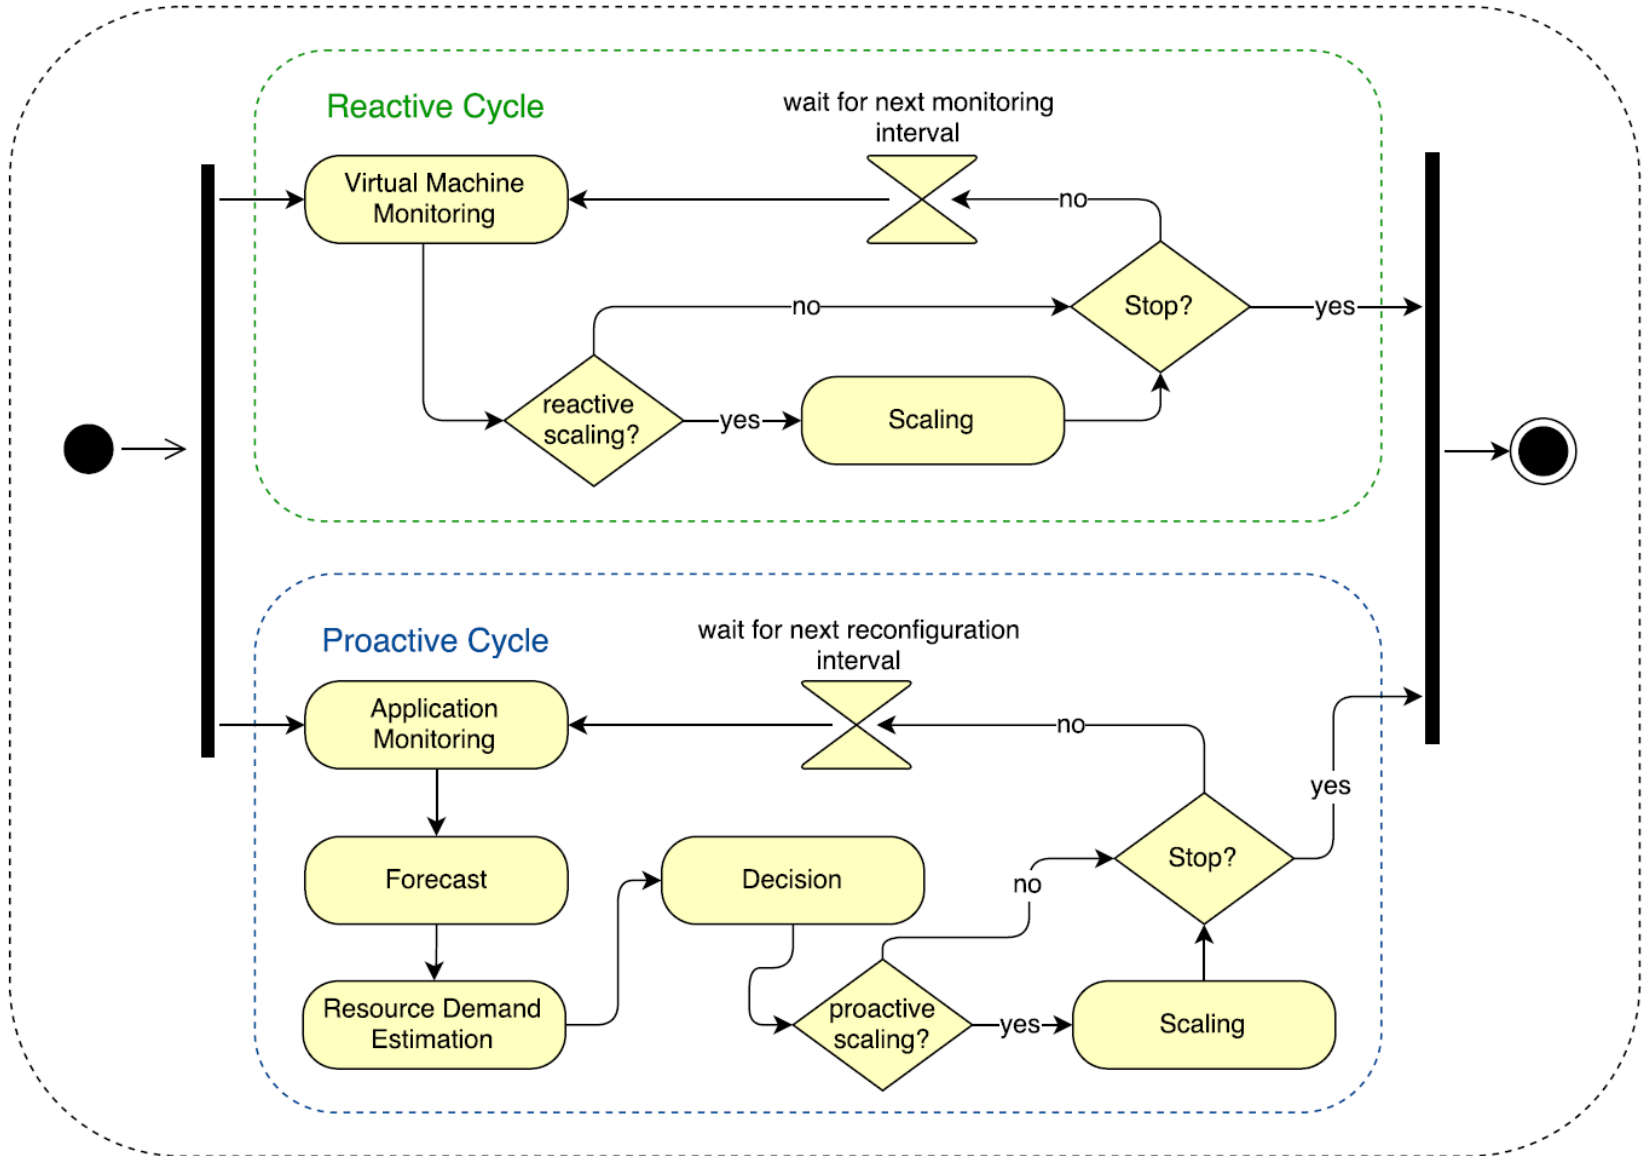 Reactive Cycle
wait for next monitoring
interval
Virtual Machine
Monitoring
no
no
Stop?
yes
reactive
scaling?
yes
Scaling
Proactive Cycle
wait for next reconfiguration
interval
Application
Monitoring
no
yes
Forecast
Decision
no
Stop?
Resource Demand
Estimation
proactive
scaling?
yes
Scaling